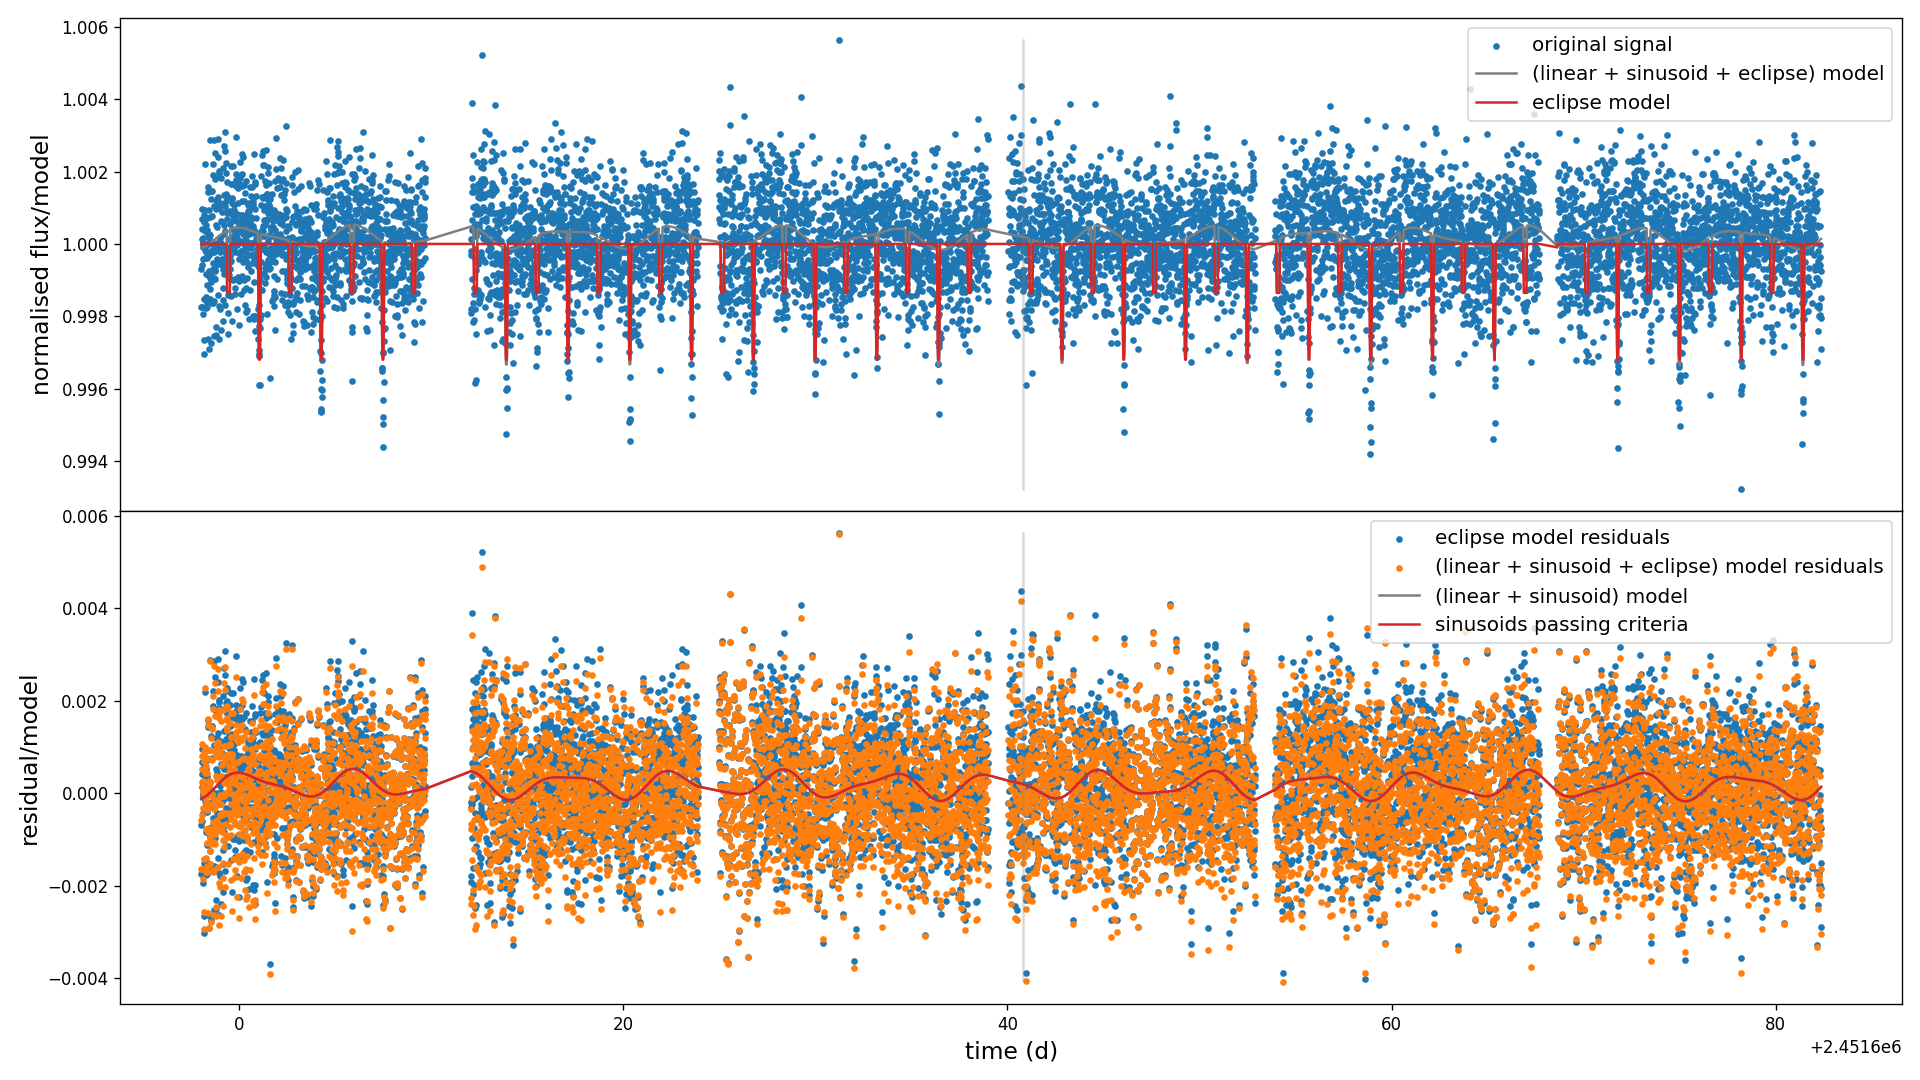 1.006
1.004
1.002
1.000
0.998
0.996
0.994
normalised flux/model
original signal
(linear + sinusoid + eclipse) model
eclipse model
0.006
0.004
0.002
0.000
−0.002
−0.004
residual/model
eclipse model residuals
(linear + sinusoid + eclipse) model residuals
(linear + sinusoid) model
sinusoids passing criteria
0
20
40
60
80
time (d)
+2.4516e6